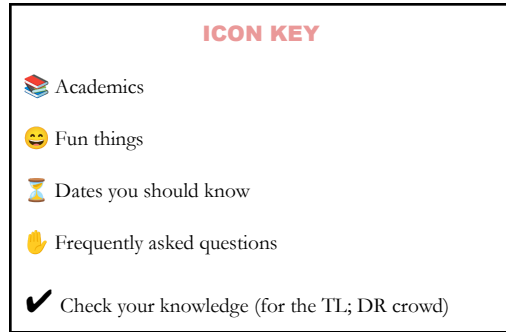 ICON KEY
📚 Academics
😄 Fun things
⏳ Dates you should know
✋ Frequently asked questions
✔ Check your knowledge (for the TL; DR crowd)